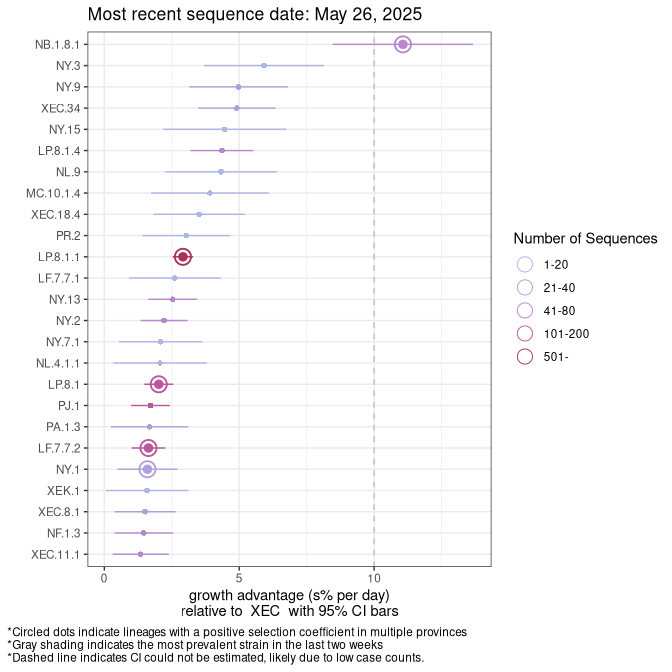 Most recent sequence date: May 26, 2025
NB.1.8.1
NY.3
NY.9
XEC.34
NY.15
LP.8.1.4
NL.9
MC.10.1.4
XEC.18.4
PR.2
LP.8.1.1
LF.7.7.1
NY.13
NY.2
NY.7.1
NL.4.1.1
LP.8.1
PJ.1
PA.1.3
LF.7.7.2
NY.1
XEK.1
XEC.8.1
NF.1.3
XEC.11.1
0 5 10
growth advantage (s% per day)
relative to XEC with 95% CI bars
Number of Sequences
1-20
21-40
41-80
101-200
501-
*Circled dots indicate lineages with a positive selection coefficient in multiple provinces
*Gray shading indicates the most prevalent strain in the last two weeks
*Dashed line indicates CI could not be estimated, likely due to low case counts.